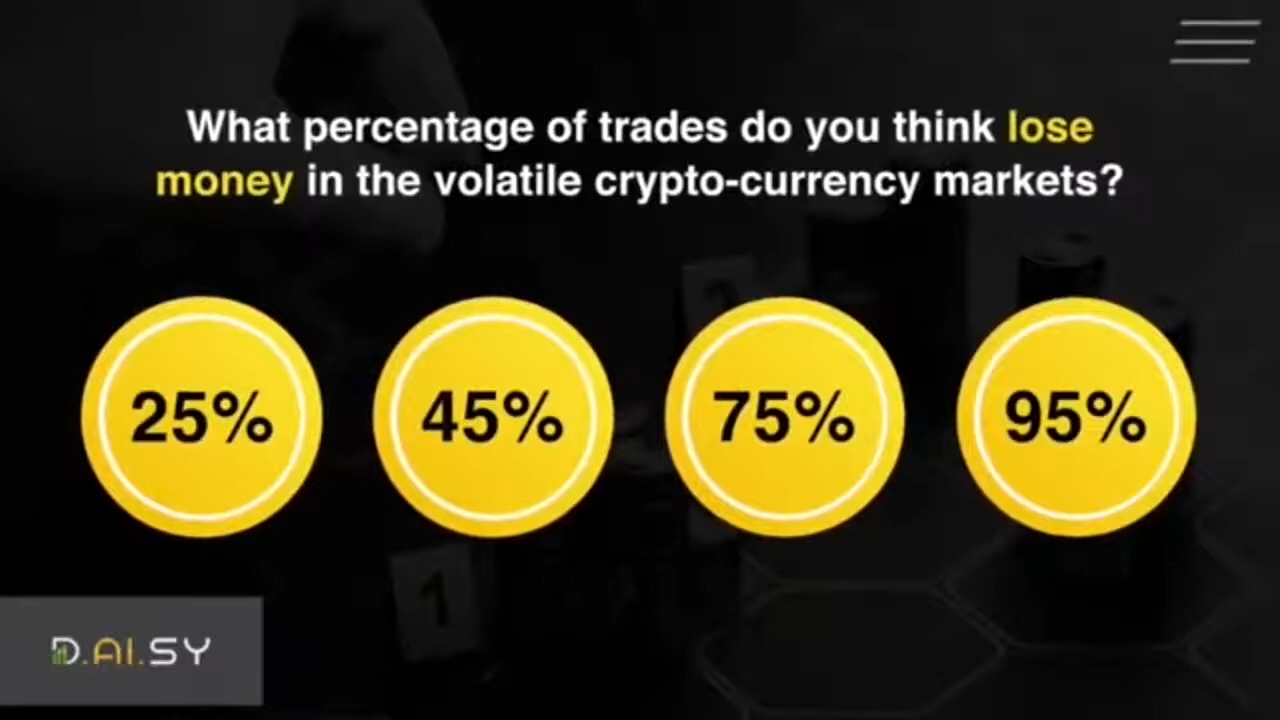 What percentage of trades do you think lose
money in the volatile crypto-currency markets?
25% 45% 75% 95%
1
D.AI.SY